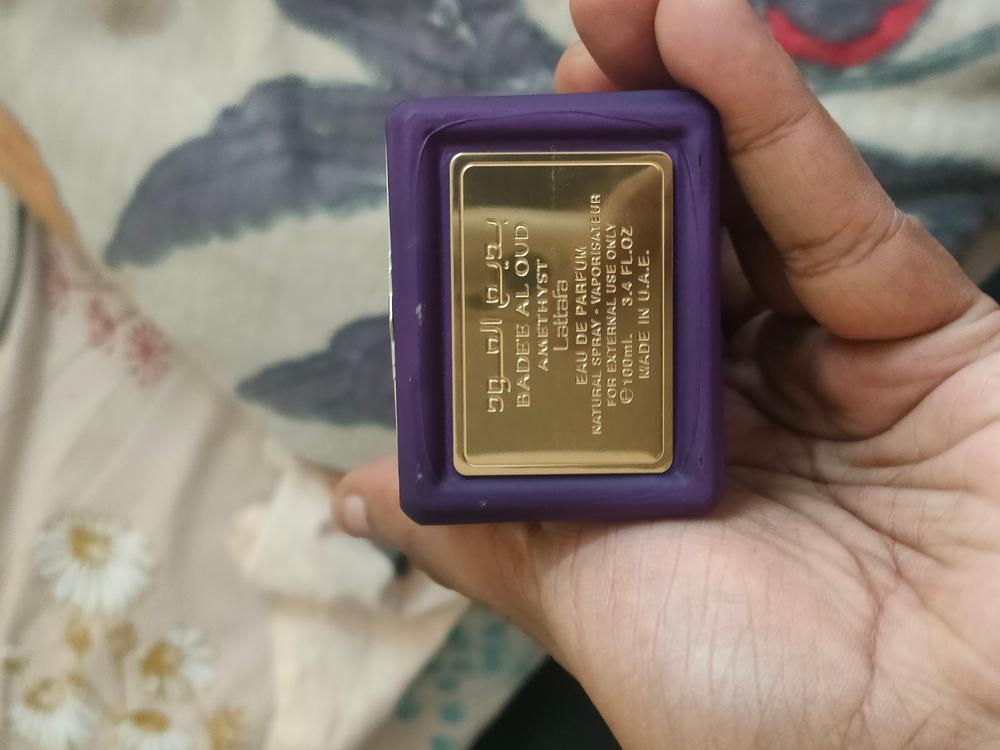 بديع العود
BADE'E AL OUD
AMETHYST
Lattafa
EAU DE PARFUM
NATURAL SPRAY - VAPORISATEUR
FOR EXTERNAL USE ONLY
℮100ml. 3.4 FL.OZ
MADE IN U.A.E.